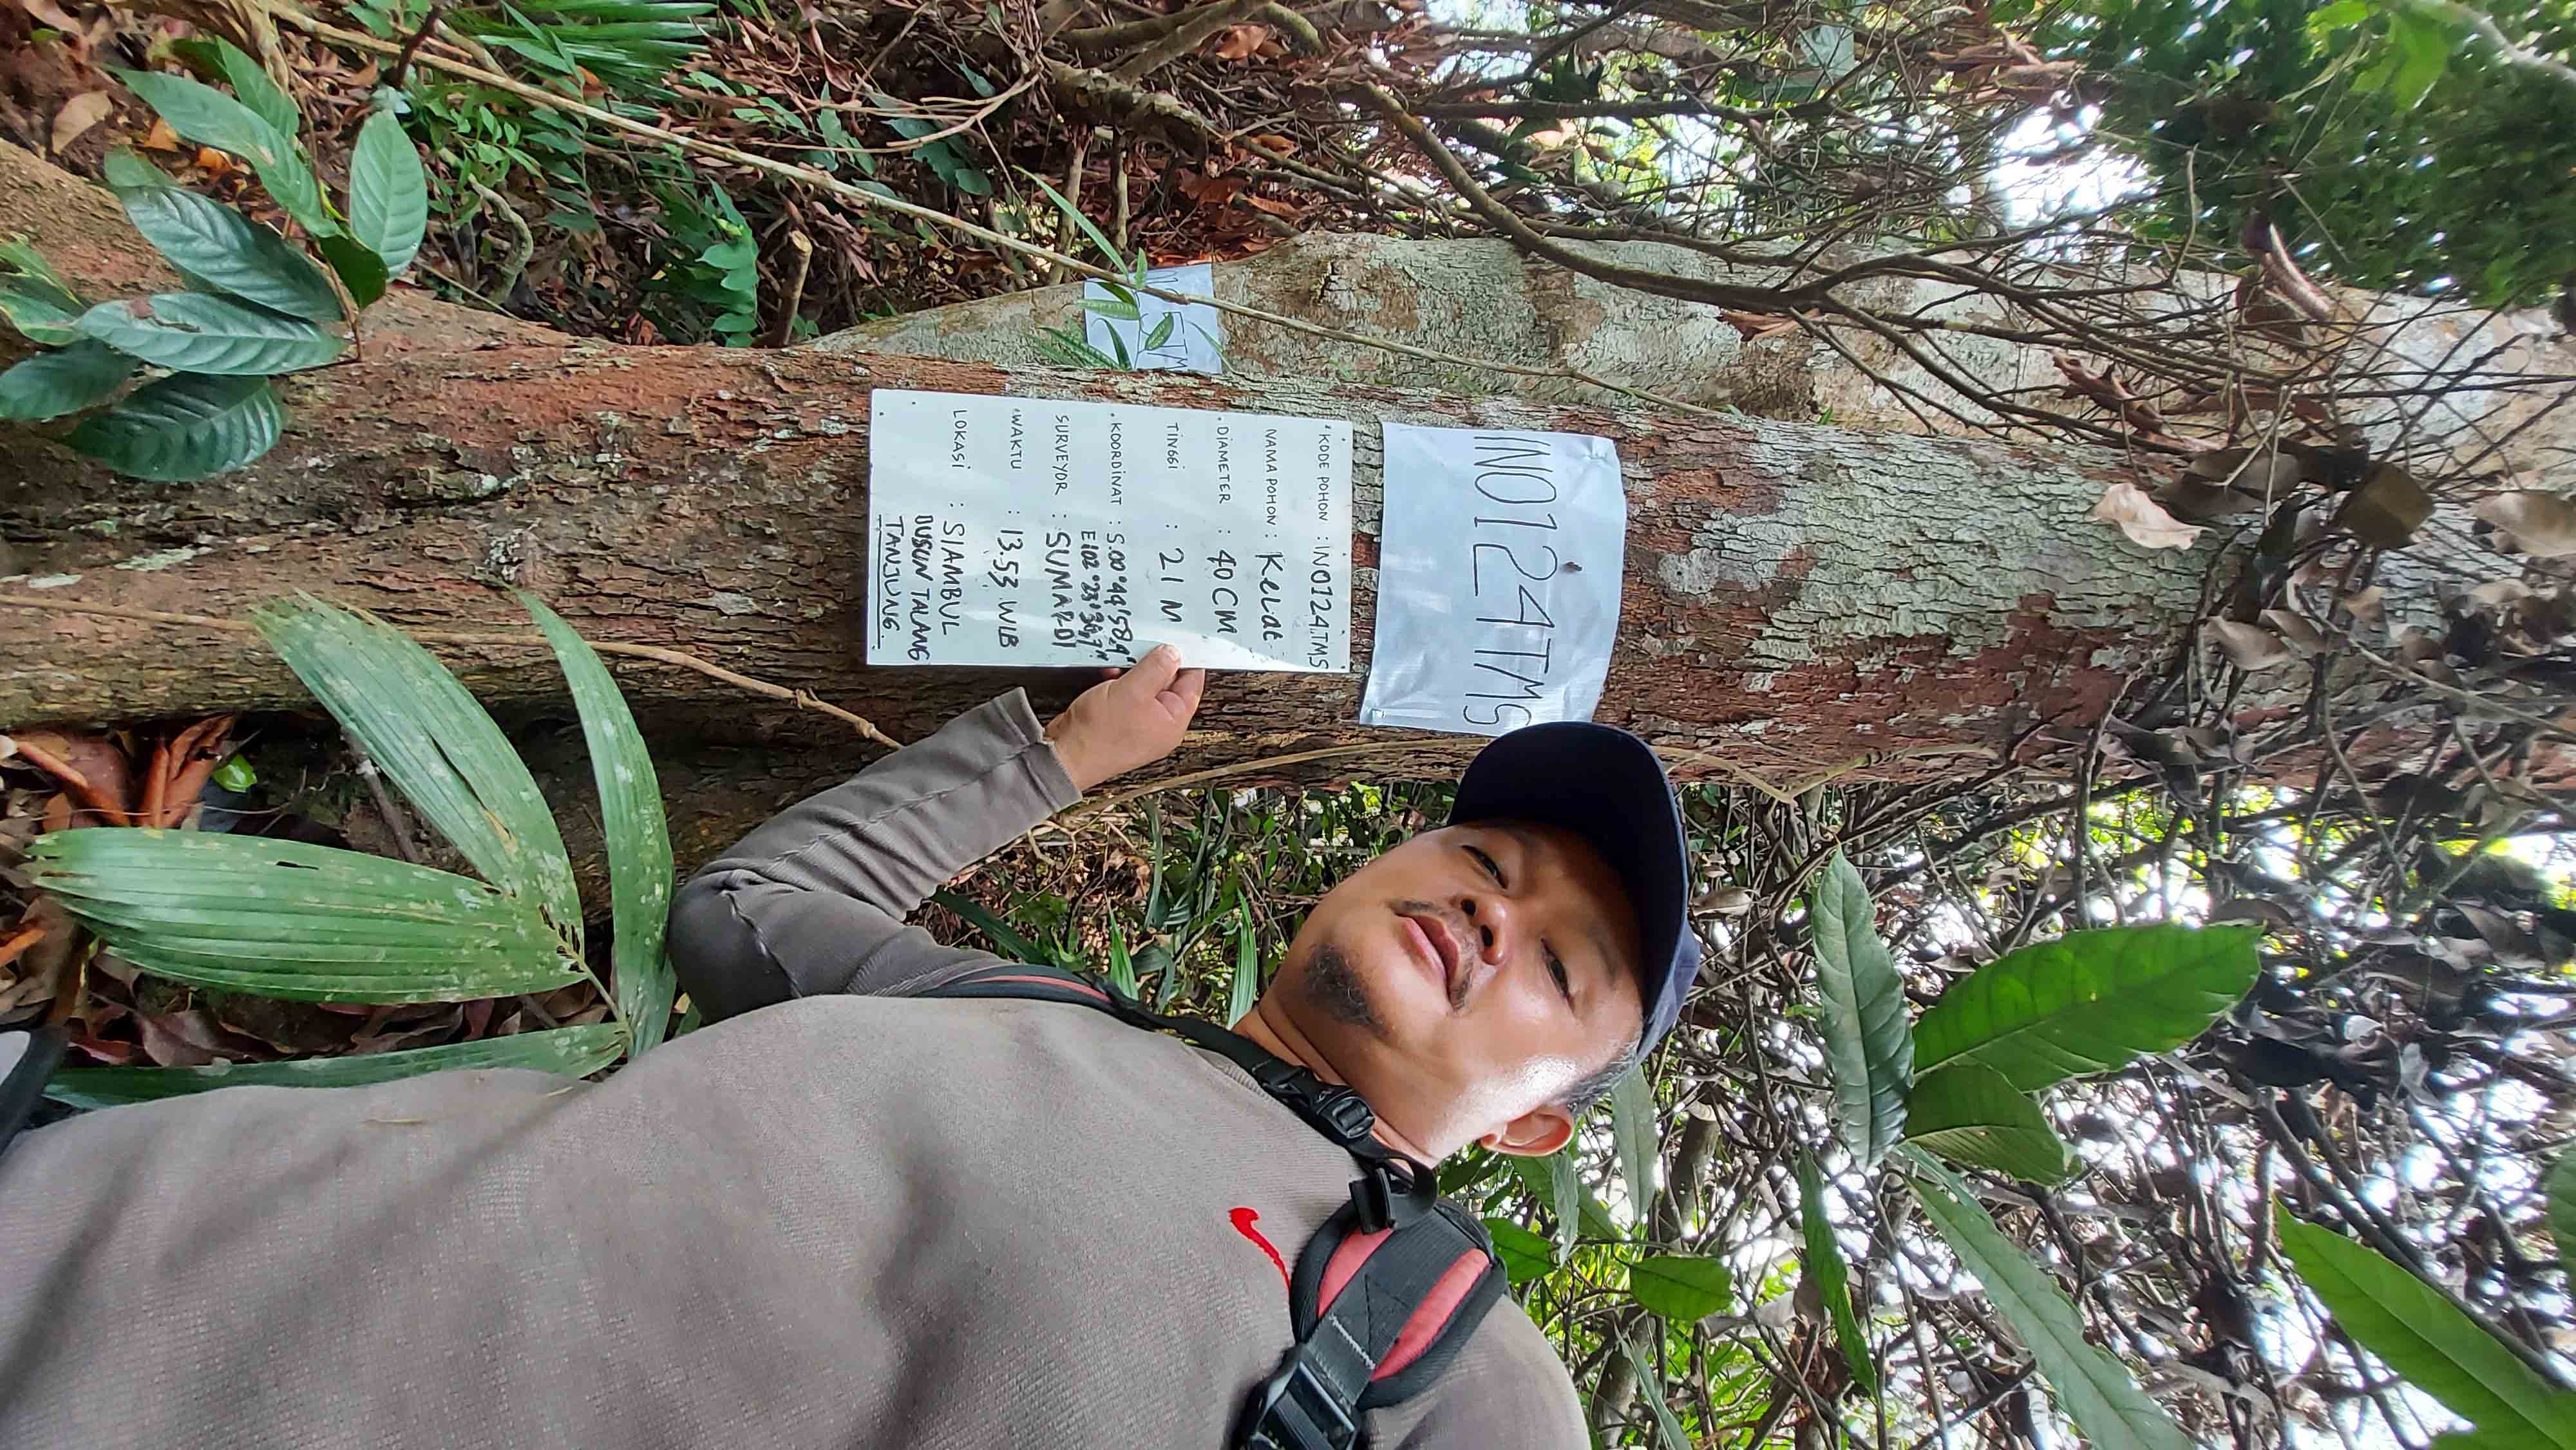 IN0124TMS
KODE POHON : IN0124.TMS
NAMA POHON : KeLat
DIAMETER : 40 CM
TINGGI : 21 M
KOORDINAT : S.00°44'58,4"
E102°23'36,7"
SURVEYOR : SUMARDI
WAKTU : 13.53 WIB
LOKASI : SIAMBUL
DUSUN TALANG
TANJUNG.